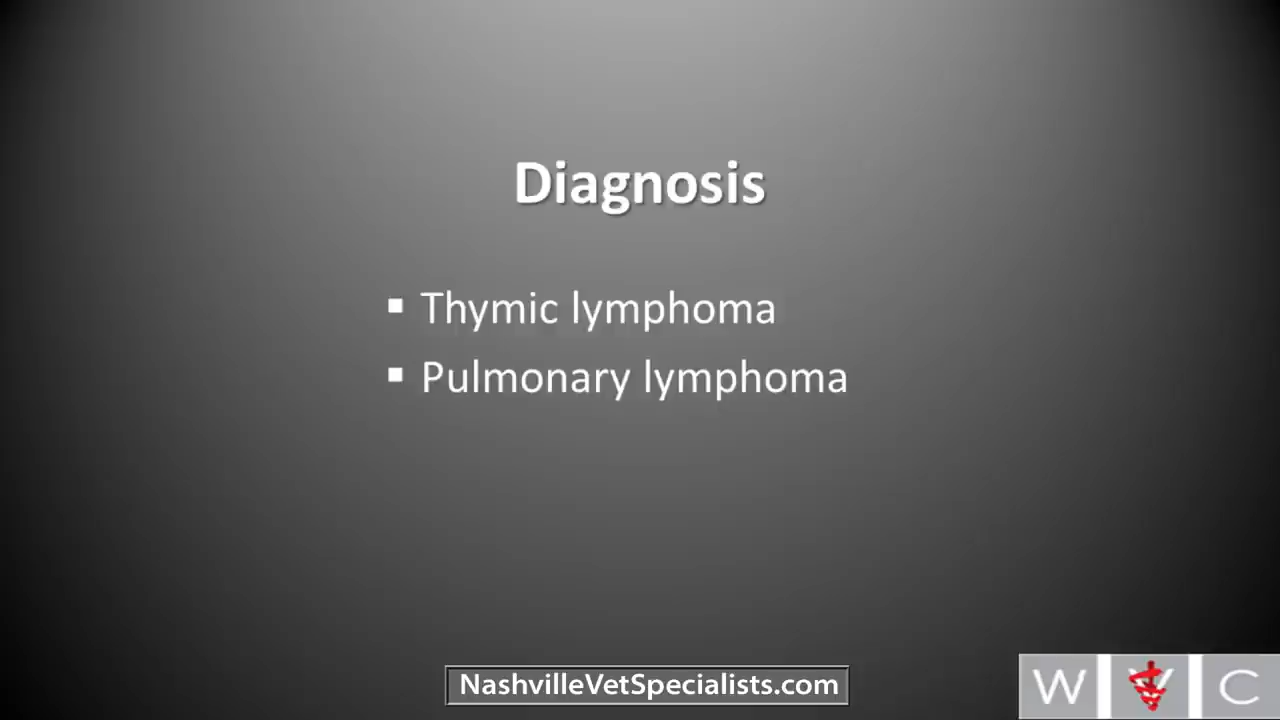 Diagnosis
▪ Thymic lymphoma
▪ Pulmonary lymphoma
NashvilleVetSpecialists.com
W V C